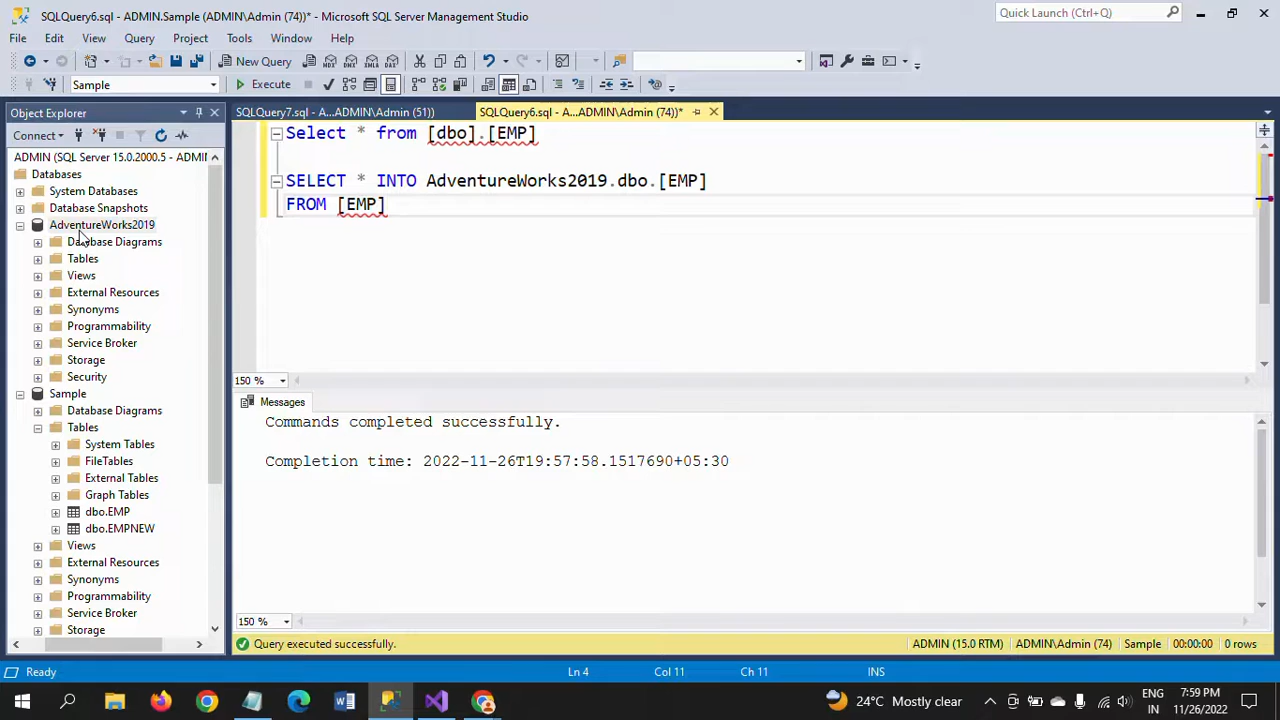 SQLQuery6.sql - ADMIN.Sample (ADMIN\Admin (74))* - Microsoft SQL Server Management Studio
Quick Launch (Ctrl+Q)
File Edit View Query Project Tools Window Help
New Query MDX DMX XMLA DAX
Sample Execute
Object Explorer
Connect
ADMIN (SQL Server 15.0.2000.5 - ADMIN
Databases
System Databases
Database Snapshots
AdventureWorks2019
Database Diagrams
Tables
Views
External Resources
Synonyms
Programmability
Service Broker
Storage
Security
Sample
Database Diagrams
Tables
System Tables
FileTables
External Tables
Graph Tables
dbo.EMP
dbo.EMPNEW
Views
External Resources
Synonyms
Programmability
Service Broker
Storage
SQLQuery7.sql - A...ADMIN\Admin (51)) SQLQuery6.sql - A...ADMIN\Admin (74))*
Select * from [dbo].[EMP]
SELECT * INTO AdventureWorks2019.dbo.[EMP]
FROM [EMP]
150 %
Messages
Commands completed successfully.
Completion time: 2022-11-26T19:57:58.1517690+05:30
150 %
Query executed successfully. ADMIN (15.0 RTM) ADMIN\Admin (74) Sample 00:00:00 0 rows
Ready Ln 4 Col 11 Ch 11 INS
24°C Mostly clear ENG IN 7:59 PM 11/26/2022